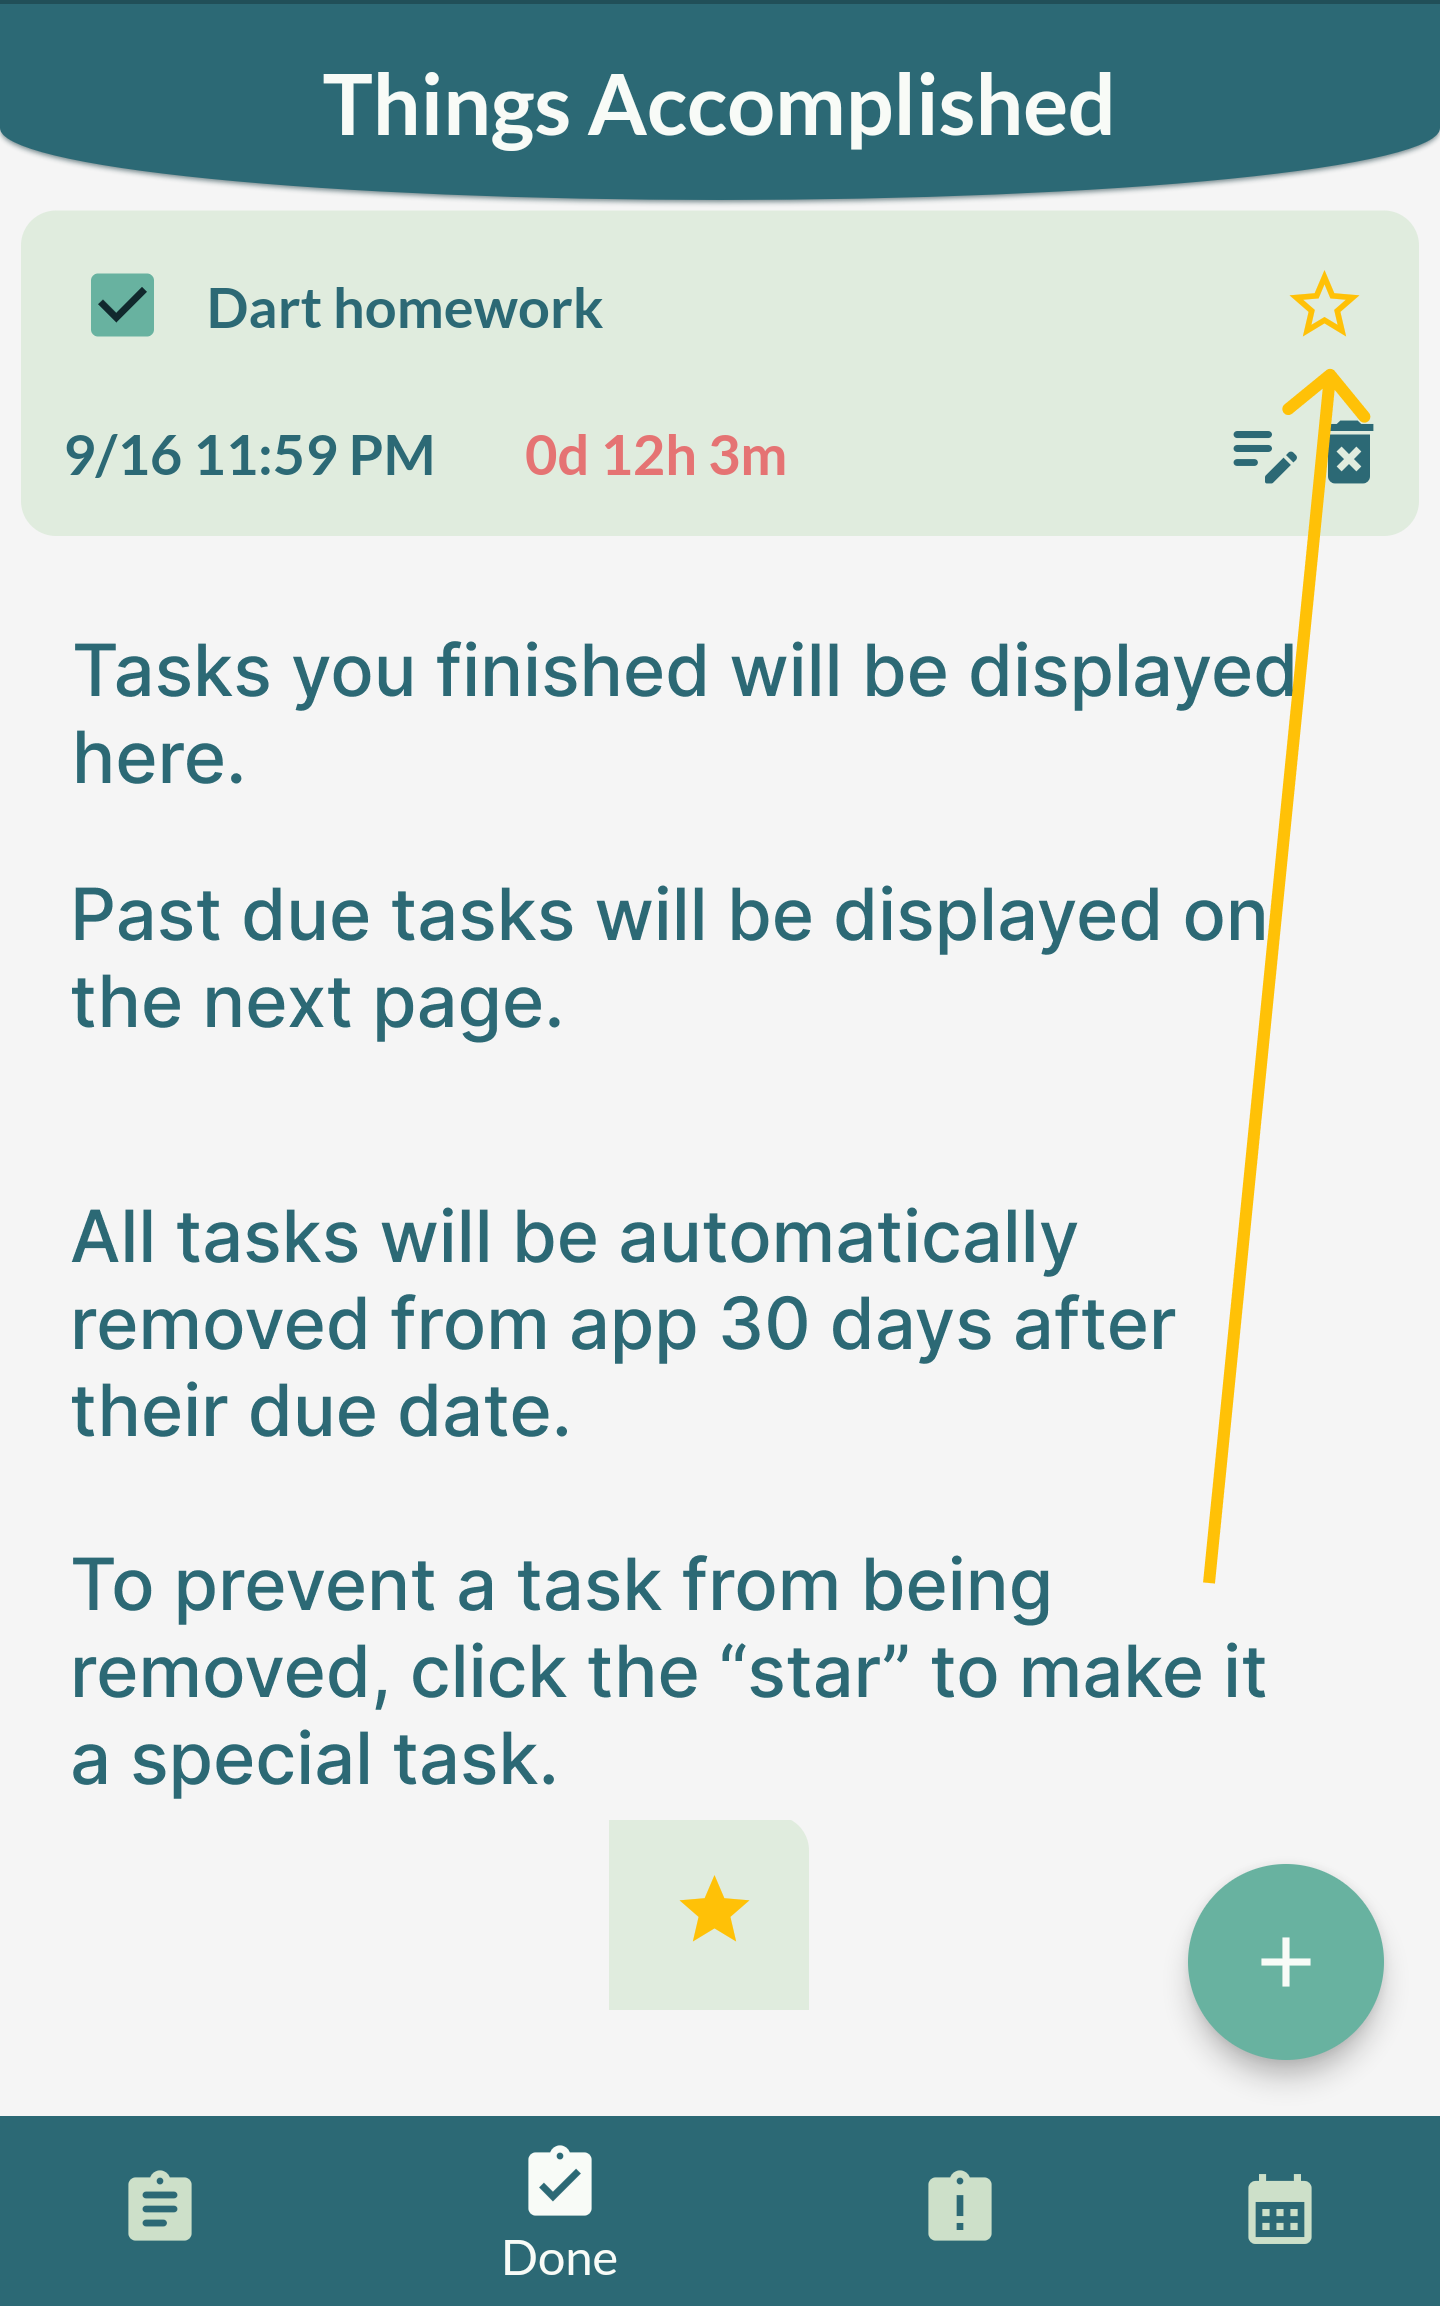 Things Accomplished
Dart homework
9/16 11:59 PM 0d 12h 3m
Tasks you finished will be displayed
here.
Past due tasks will be displayed on
the next page.
All tasks will be automatically
removed from app 30 days after
their due date.
To prevent a task from being
removed, click the “star” to make it
a special task.
Done